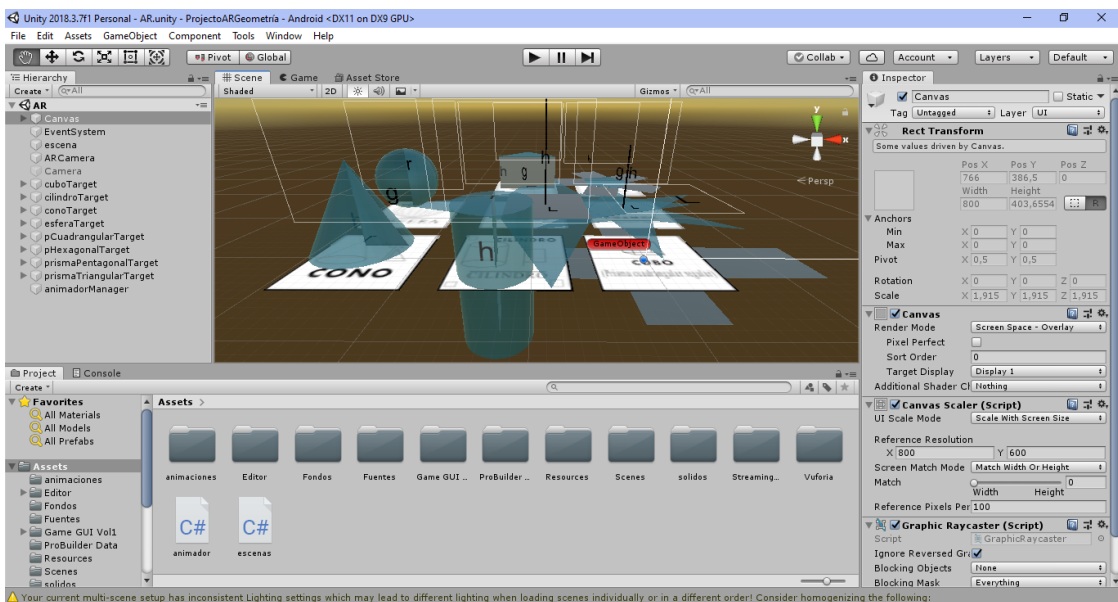 Unity 2018.3.7f1 Personal - AR.unity - ProjectoARGeometría - Android <DX11 on DX9 GPU>
File Edit Assets GameObject Component Tools Window Help
Pivot Global Collab Account Layers Default
Hierarchy
Create All
AR
Canvas
EventSystem
escena
ARCamera
Camera
cuboTarget
cilindroTarget
conoTarget
esferaTarget
pCuadrangularTarget
pHexagonalTarget
prismaPentagonalTarget
prismaTriangularTarget
animadorManager
Scene Game Asset Store
Shaded 2D Gizmos All
y
x
Persp
r
g
h g
h
g h
h
GameObject
CONO
CILINDRO
CUBO
(Prisma cuadrangular regular)
Project Console
Create
Favorites
All Materials
All Models
All Prefabs
Assets
animaciones
Editor
Fondos
Fuentes
Game GUI Vol1
ProBuilder Data
Resources
Scenes
solidos
Assets >
animaciones Editor Fondos Fuentes Game GUI ... ProBuilder ... Resources Scenes solidos Streaming... Vuforia
C# C#
animador escenas
Inspector
Canvas Static
Tag Untagged Layer UI
Rect Transform
Some values driven by Canvas.
Pos X Pos Y Pos Z
766 386,5 0
Width Height
800 403,6554 R
Anchors
Min X 0 Y 0
Max X 0 Y 0
Pivot X 0,5 Y 0,5
Rotation X 0 Y 0 Z 0
Scale X 1,915 Y 1,915 Z 1,915
Canvas
Render Mode Screen Space - Overlay
Pixel Perfect
Sort Order 0
Target Display Display 1
Additional Shader Cl Nothing
Canvas Scaler (Script)
UI Scale Mode Scale With Screen Size
Reference Resolution
X 800 Y 600
Screen Match Mode Match Width Or Height
Match 0
Width Height
Reference Pixels Per 100
Graphic Raycaster (Script)
Script GraphicRaycaster
Ignore Reversed Gra
Blocking Objects None
Blocking Mask Everything
Your current multi-scene setup has inconsistent Lighting settings which may lead to different lighting when loading scenes individually or in a different order! Consider homogenizing the following: